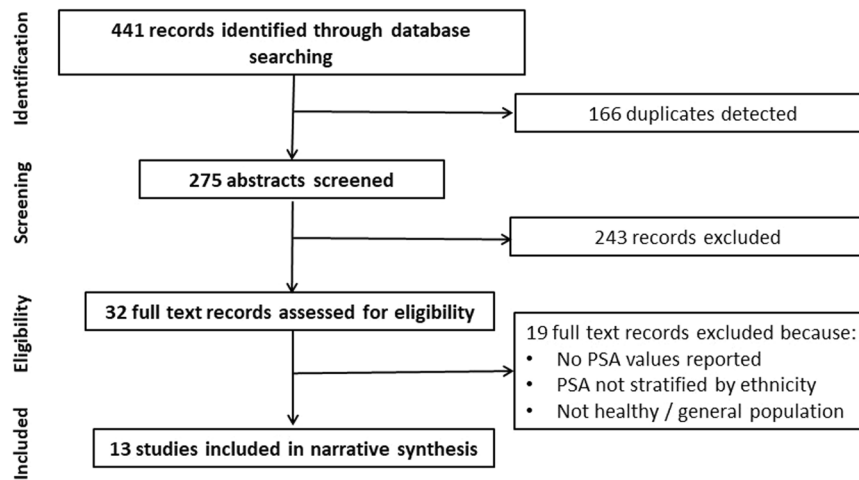 Identification
441 records identified through database
searching
166 duplicates detected
Screening
275 abstracts screened
243 records excluded
Eligibility
32 full text records assessed for eligibility
19 full text records excluded because:
• No PSA values reported
• PSA not stratified by ethnicity
• Not healthy / general population
Included
13 studies included in narrative synthesis